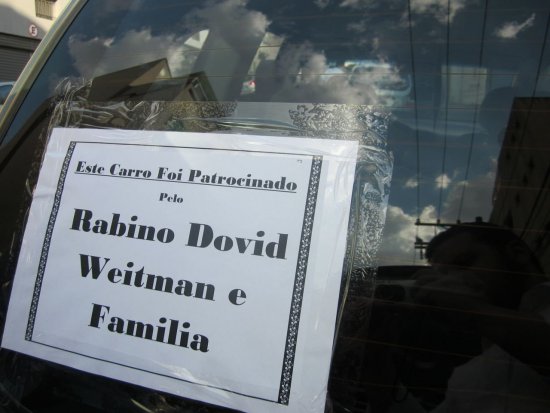 Este Carro Foi Patrocinado
Pelo
Rabino Dovid
Weitman e
Familia